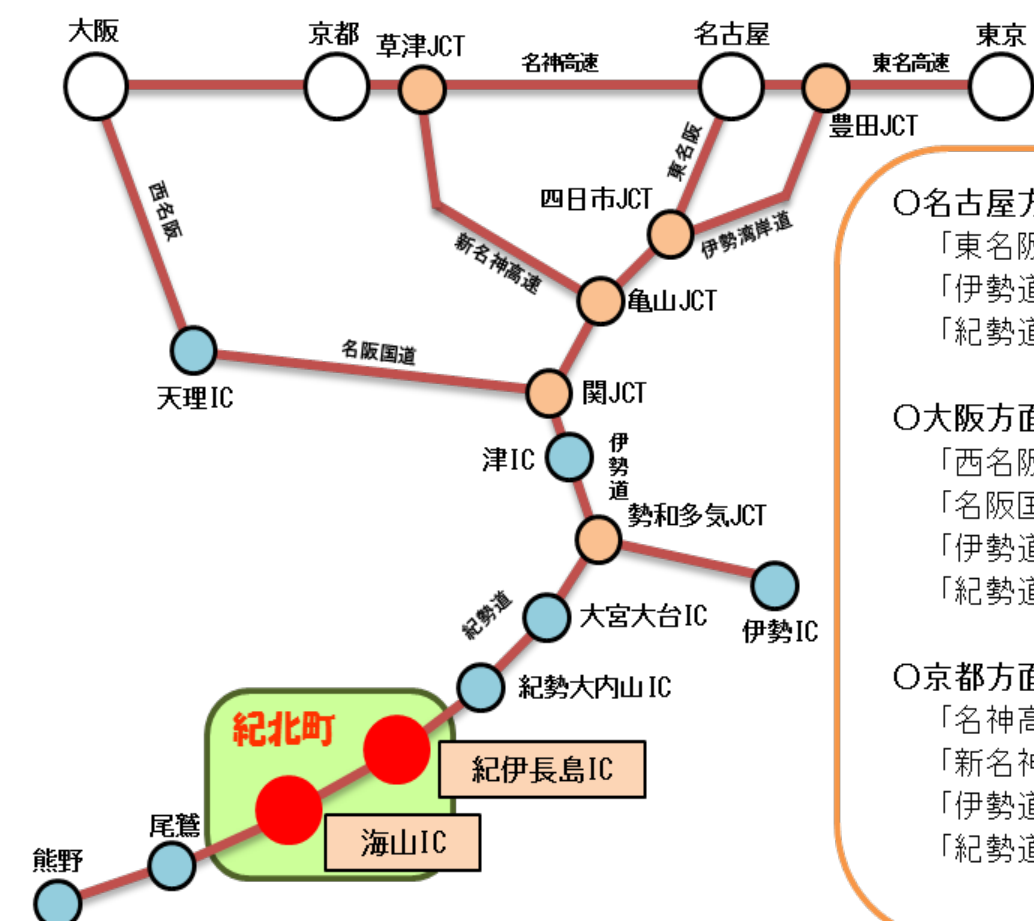 大阪
京都
草津JCT
名神高速
名古屋
東名高速
東京
豊田JCT
東名阪
四日市JCT
伊勢湾岸道
西名阪
新名神高速
亀山JCT
名阪国道
天理IC
関JCT
津IC
伊勢道
勢和多気JCT
伊勢IC
紀勢道
大宮大台IC
紀勢大内山IC
紀北町
紀伊長島IC
海山IC
尾鷲
熊野
〇名古屋方
「東名阪
「伊勢道
「紀勢道
〇大阪方面
「西名阪
「名阪国
「伊勢道
「紀勢道
〇京都方面
「名神高
「新名神
「伊勢道
「紀勢道